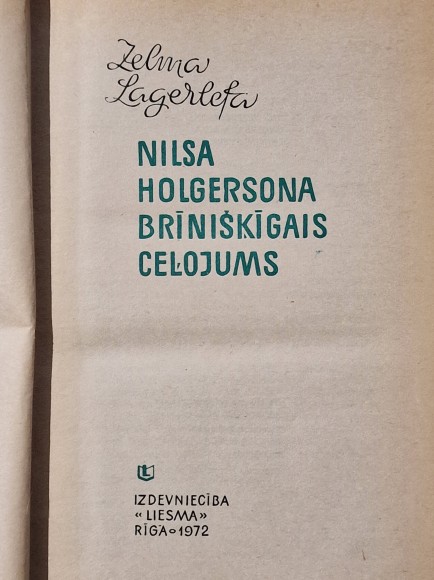 Zelma
Lagerlefa
NILSA
HOLGERSONA
BRĪNIŠĶĪGAIS
CEĻOJUMS
IZDEVNIECĪBA
«LIESMA»
RĪGA 1972